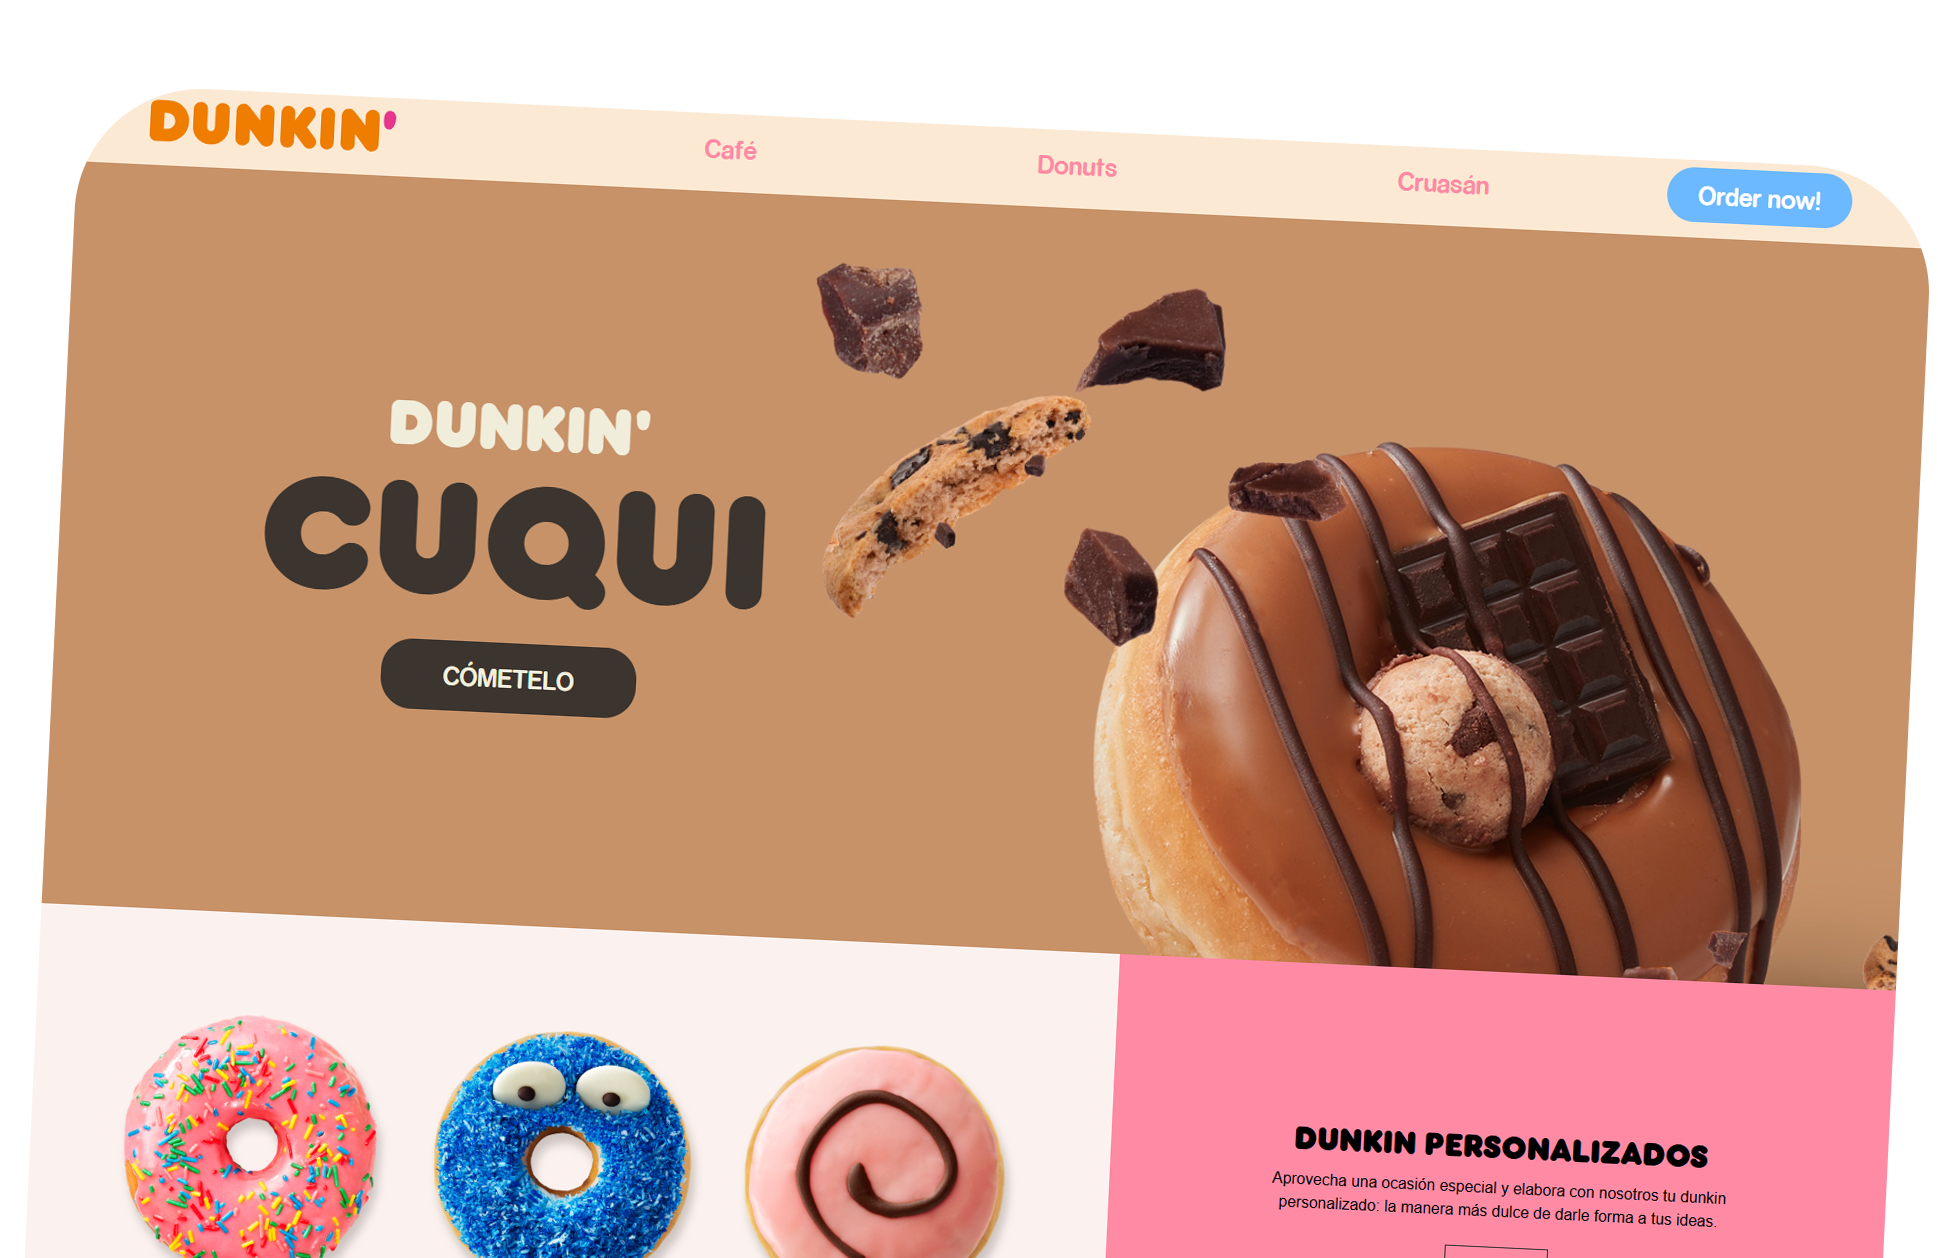 DUNKIN'
Café
Donuts
Cruasán
Order now!
DUNKIN'
CUQUI
CÓMETELO
DUNKIN PERSONALIZADOS
Aprovecha una ocasión especial y elabora con nosotros tu dunkin
personalizado: la manera más dulce de darle forma a tus ideas.